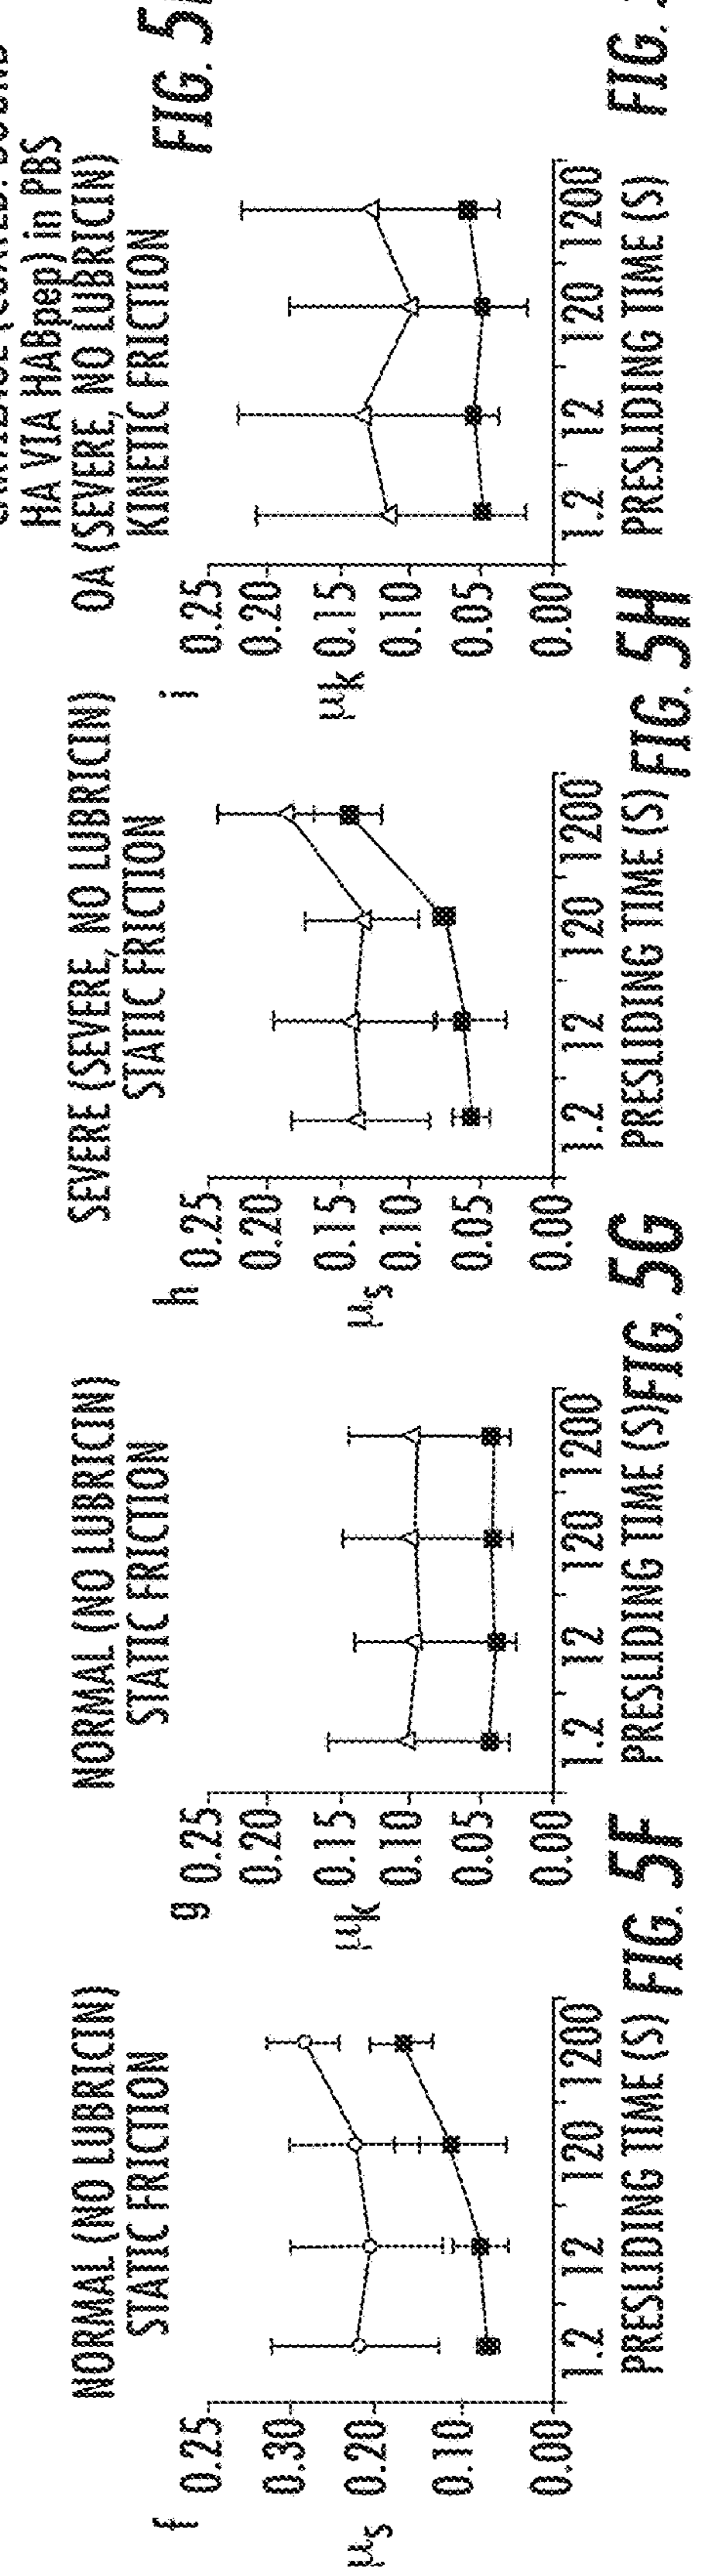 HA VIA HABpep) in PBS
NORMAL (NO LUBRICIN)
STATIC FRICTION
f
μs
0.25
0.30
0.20
0.10
0.00
1.2 12 120 1200
PRESLIDING TIME (S)
FIG. 5F
NORMAL (NO LUBRICIN)
STATIC FRICTION
g
μk
0.25
0.20
0.15
0.10
0.05
0.00
1.2 12 120 1200
PRESLIDING TIME (S)
FIG. 5G
SEVERE (SEVERE, NO LUBRICIN)
STATIC FRICTION
h
μs
0.25
0.20
0.15
0.10
0.05
0.00
1.2 12 120 1200
PRESLIDING TIME (S)
FIG. 5H
OA (SEVERE, NO LUBRICIN)
KINETIC FRICTION
i
μk
0.25
0.20
0.15
0.10
0.05
0.00
1.2 12 120 1200
PRESLIDING TIME (S)
FIG.
FIG. 5